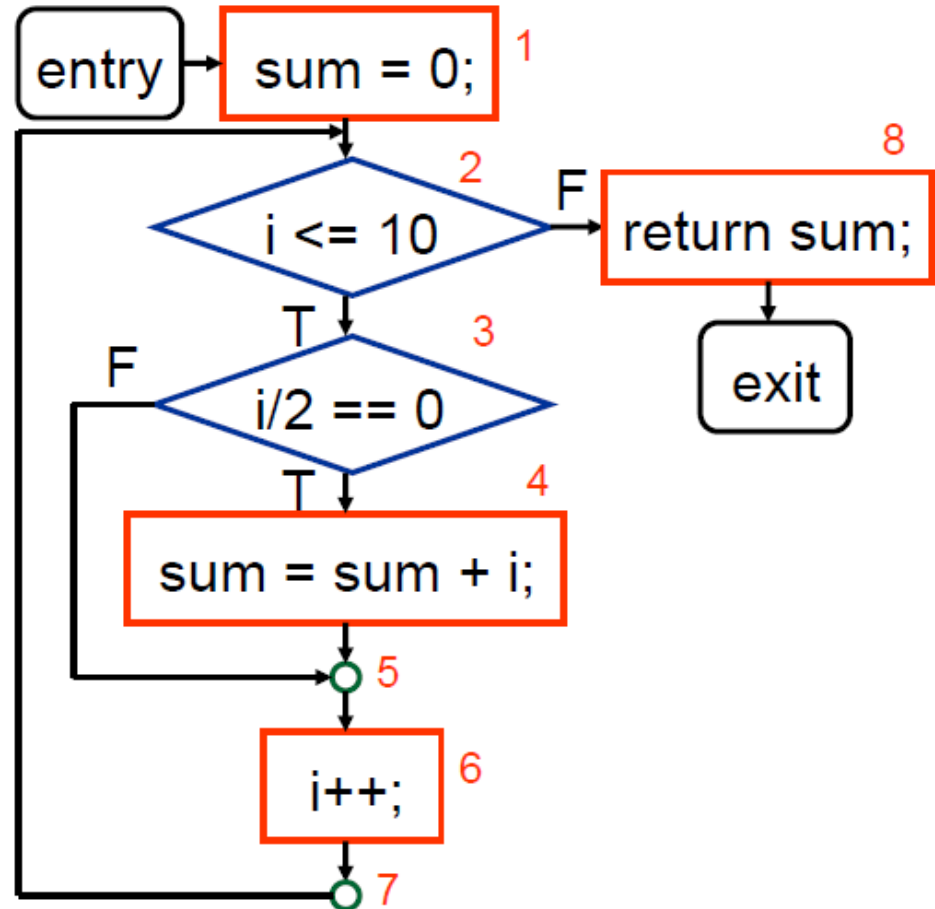 entry
sum = 0;
1
2
i <= 10
F
8
return sum;
exit
T
3
F
i/2 == 0
T
4
sum = sum + i;
5
i++;
6
7